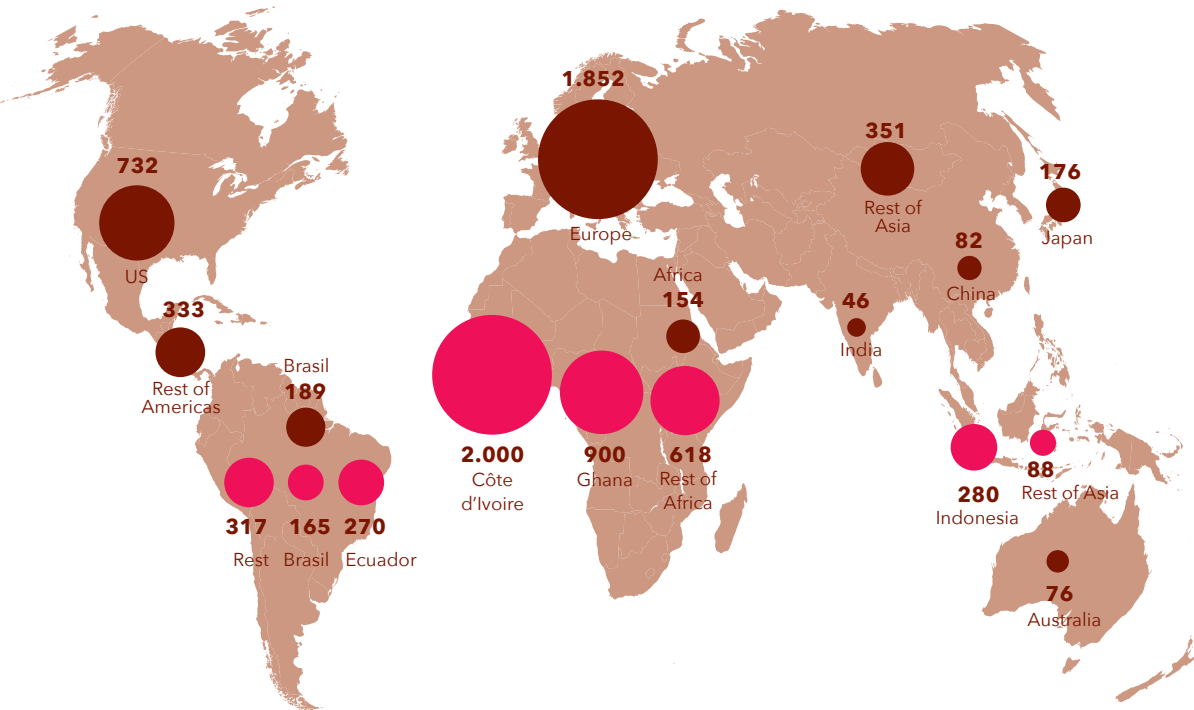 1.852
Europe
732
US
351
Rest of
Asia
176
Japan
82
China
46
India
Africa
154
333
Rest of
Americas
Brasil
189
2.000
Côte
d’Ivoire
900
Ghana
618
Rest of
Africa
317
Rest
165
Brasil
270
Ecuador
280
Indonesia
88
Rest of Asia
76
Australia